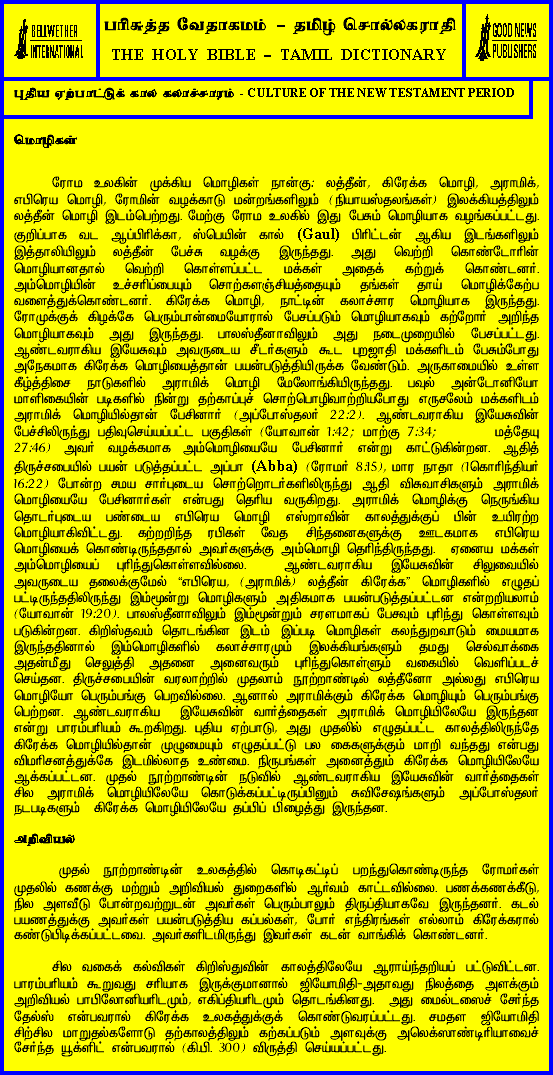 BELLWETHER
INTERNATIONAL
பரிசுத்த வேதாகமம் – தமிழ் சொல்லகராதி
THE HOLY BIBLE – TAMIL DICTIONARY
GOOD NEWS
PUBLISHERS
புதிய ஏற்பாட்டுக் கால கலாச்சாரம் - CULTURE OF THE NEW TESTAMENT PERIOD
மொழிகள்
ரோம உலகின் முக்கிய மொழிகள் நான்கு: லத்தீன், கிரேக்க மொழி, அராமிக்,
எபிரெய மொழி, ரோமின் வழக்காடு மன்றங்களிலும் (நியாயஸ்தலங்கள்) இலக்கியத்திலும்
லத்தீன் மொழி இடம்பெற்றது. மேற்கு ரோம உலகில் இது பேசும் மொழியாக வழங்கப்பட்டது.
குறிப்பாக வட ஆப்பிரிக்கா, ஸ்பெயின் கால் (Gaul) பிரிட்டன் ஆகிய இடங்களிலும்
இத்தாலியிலும் லத்தீன் பேச்சு வழக்கு இருந்தது. அது வெற்றி கொண்டோரின்
மொழியானதால் வெற்றி கொள்ளப்பட்ட மக்கள் அதைக் கற்றுக் கொண்டனர்.
அம்மொழியின் உச்சரிப்பையும் சொற்களஞ்சியத்தையும் தங்கள் தாய் மொழிக்கேற்ப
வளைத்துக்கொண்டனர். கிரேக்க மொழி, நாட்டின் கலாச்சார மொழியாக இருந்தது.
ரோமுக்குக் கிழக்கே பெரும்பான்மையோரால் பேசப்படும் மொழியாகவும் கற்றோர் அறிந்த
மொழியாகவும் அது இருந்தது. பாலஸ்தீனாவிலும் அது நடைமுறையில் பேசப்பட்டது.
ஆண்டவராகிய இயேசுவும் அவருடைய சீடர்களும் கூட புறஜாதி மக்களிடம் பேசும்போது
அநேகமாக கிரேக்க மொழியைத்தான் பயன்படுத்தியிருக்க வேண்டும். அருகாமையில் உள்ள
கீழ்த்திசை நாடுகளில் அராமிக் மொழி மேலோங்கியிருந்தது. பவுல் அன்டோனியோ
மாளிகையின் படிகளில் நின்று தற்காப்புச் சொற்பொழிவாற்றியபோது எருசலேம் மக்களிடம்
அராமிக் மொழியில்தான் பேசினார் (அப்போஸ்தலர் 22:2). ஆண்டவராகிய இயேசுவின்
பேச்சிலிருந்து பதிவுசெய்யப்பட்ட பகுதிகள் (யோவான் 1:42; மாற்கு 7:34; மத்தேயு
27:46) அவர் வழக்கமாக அம்மொழியையே பேசினார் என்று காட்டுகின்றன. ஆதித்
திருச்சபையில் பயன் படுத்தப்பட்ட அப்பா (Abba) (ரோமர் 8:15), மார நாதா (1கொரிந்தியர்
16:22) போன்ற சமய சார்புடைய சொற்றொடர்களிலிருந்து ஆதி விசுவாசிகளும் அராமிக்
மொழியையே பேசினார்கள் என்பது தெரிய வருகிறது. அராமிக் மொழிக்கு நெருங்கிய
தொடர்புடைய பண்டைய எபிரெய மொழி எஸ்றாவின் காலத்துக்குப் பின் உயிரற்ற
மொழியாகிவிட்டது. கற்றறிந்த ரபிகள் வேத சிந்தனைகளுக்கு ஊடகமாக எபிரெய
மொழியைக் கொண்டிருந்ததால் அவர்களுக்கு அம்மொழி தெரிந்திருந்தது. ஏனைய மக்கள்
அம்மொழியைப் புரிந்துகொள்ளவில்லை. ஆண்டவராகிய இயேசுவின் சிலுவையில்
அவருடைய தலைக்குமேல் “எபிரெய, (அராமிக்) லத்தீன் கிரேக்க” மொழிகளில் எழுதப்
பட்டிருந்ததிலிருந்து இம்மூன்று மொழிகளும் அதிகமாக பயன்படுத்தப்பட்டன என்றறியலாம்
(யோவான் 19:20). பாலஸ்தீனாவிலும் இம்மூன்றும் சரளமாகப் பேசவும் புரிந்து கொள்ளவும்
படுகின்றன. கிறிஸ்தவம் தொடங்கின இடம் இப்படி மொழிகள் கலந்துறவாடும் மையமாக
இருந்ததினால் இம்மொழிகளில் கலாச்சாரமும் இலக்கியங்களும் தமது செல்வாக்கை
அதன்மீது செலுத்தி அதனை அனைவரும் புரிந்துகொள்ளும் வகையில் வெளிப்படச்
செய்தன. திருச்சபையின் வரலாற்றில் முதலாம் நூற்றாண்டில் லத்தீனோ அல்லது எபிரெய
மொழியோ பெரும்பங்கு பெறவில்லை. ஆனால் அராமிக்கும் கிரேக்க மொழியும் பெரும்பங்கு
பெற்றன. ஆண்டவராகிய இயேசுவின் வார்த்தைகள் அராமிக் மொழியிலேயே இருந்தன
என்று பாரம்பரியம் கூறகிறது. புதிய ஏற்பாடு, அது முதலில் எழுதப்பட்ட காலத்திலிருந்தே
கிரேக்க மொழியில்தான் முழுமையும் எழுதப்பட்டு பல கைகளுக்கும் மாறி வந்தது என்பது
விமரிசனத்துக்கே இடமில்லாத உண்மை. நிருபங்கள் அனைத்தும் கிரேக்க மொழியிலேயே
ஆக்கப்பட்டன. முதல் நூற்றாண்டின் நடுவில் ஆண்டவராகிய இயேசுவின் வார்த்தைகள்
சில அராமிக் மொழியிலேயே கொடுக்கப்பட்டிருப்பினும் சுவிசேஷங்களும் அப்போஸ்தலர்
நடபடிகளும் கிரேக்க மொழியிலேயே தப்பிப் பிழைத்து இருந்தன.
அறிவியல்
முதல் நூற்றாண்டின் உலகத்தில் கொடிகட்டிப் பறந்துகொண்டிருந்த ரோமர்கள்
முதலில் கணக்கு மற்றும் அறிவியல் துறைகளில் ஆர்வம் காட்டவில்லை. பணக்கணக்கீடு,
நில அளவீடு போன்றவற்றுடன் அவர்கள் பெரும்பாலும் திருப்தியாகவே இருந்தனர். கடல்
பயணத்துக்கு அவர்கள் பயன்படுத்திய கப்பல்கள், போர் எந்திரங்கள் எல்லாம் கிரேக்கரால்
கண்டுபிடிக்கப்பட்டவை. அவர்களிடமிருந்து இவர்கள் கடன் வாங்கிக் கொண்டனர்.
சில வகைக் கல்விகள் கிறிஸ்துவின் காலத்திலேயே ஆராய்ந்தறியப் பட்டுவிட்டன.
பாரம்பரியம் கூறுவது சரியாக இருக்குமானால் ஜியோமிதி-அதாவது நிலத்தை அளக்கும்
அறிவியல் பாபிலோனியரிடமும், எகிப்தியரிடமும் தொடங்கினது. அது மைல்டஸைச் சேர்ந்த
தேல்ஸ் என்பவரால் கிரேக்க உலகத்துக்குக் கொண்டுவரப்பட்டது. சமதள ஜியோமிதி
சிற்சில மாறுதல்களோடு தற்காலத்திலும் கற்கப்படும் அளவுக்கு அலெக்ஸாண்டிரியாவைச்
சேர்ந்த யூக்ளிட் என்பவரால் (கி.பி. 300) விருத்தி செய்யப்பட்டது.